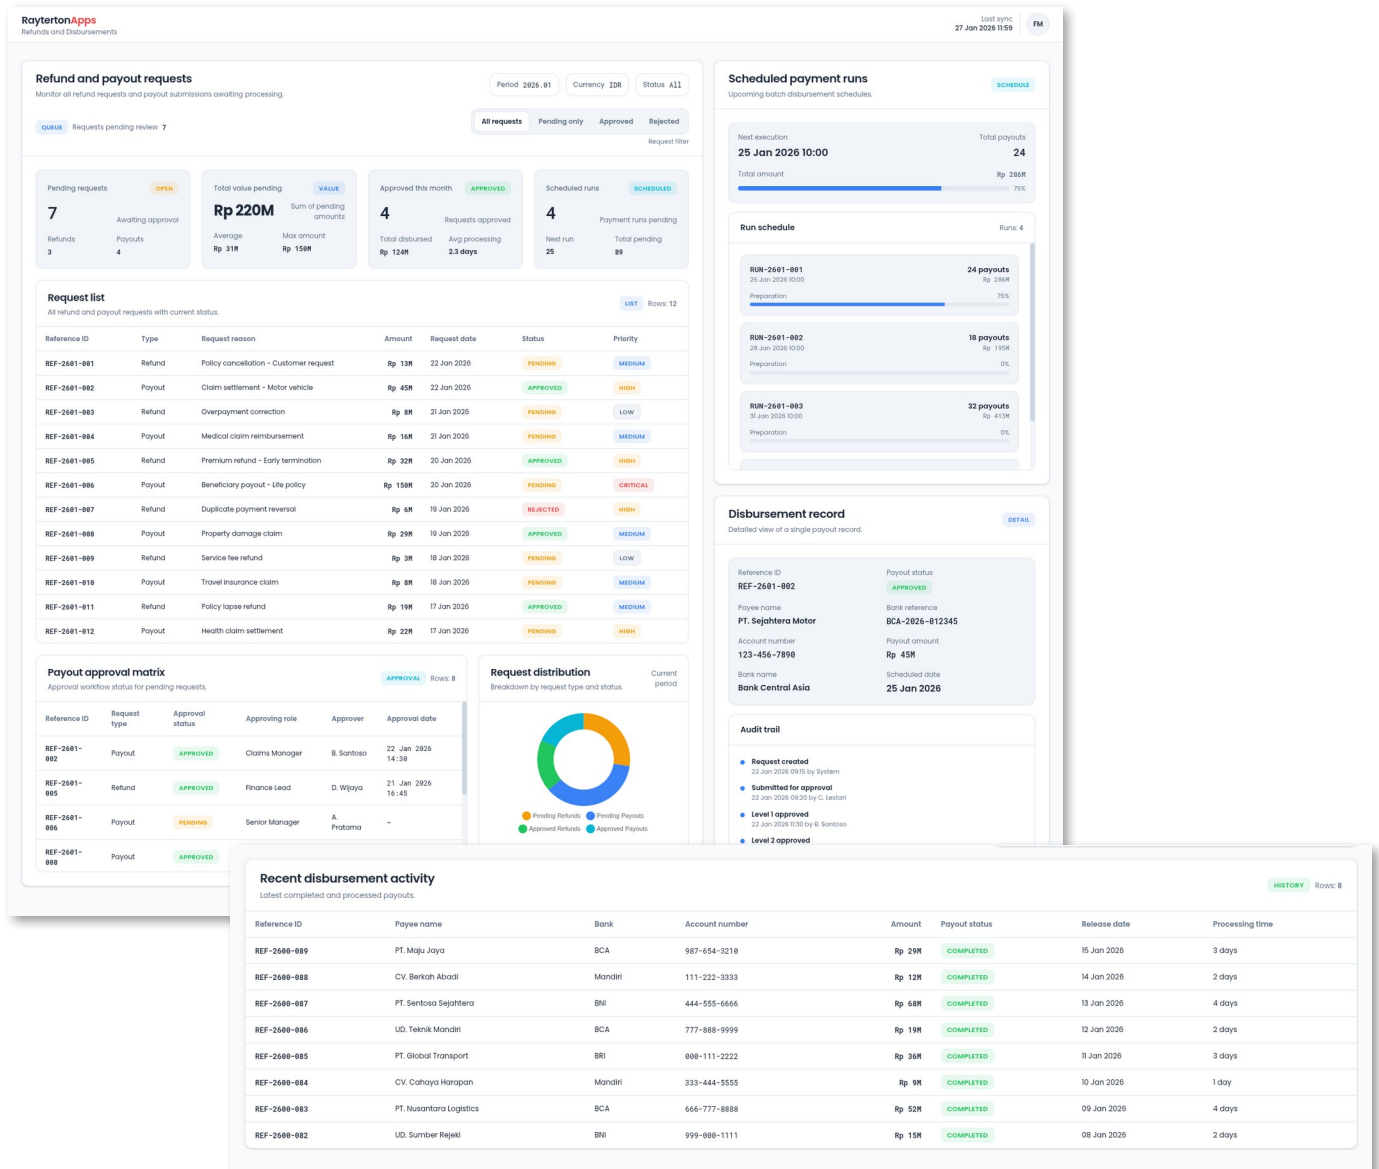 RaytertonApps
Refunds and Disbursements
Last sync
27 Jan 2026 11:59
FM
Refund and payout requests
Monitor all refund requests and payout submissions awaiting processing.
Period 2026.01
Currency IDR
Status All
QUEUE Requests pending review 7
All requests Pending only Approved Rejected
Request filter
Pending requests OPEN
7 Awaiting approval
Refunds Payouts
3 4
Total value pending VALUE
Rp 220M Sum of pending
amounts
Average Max amount
Rp 31M Rp 150M
Approved this month APPROVED
4 Requests approved
Total disbursed Avg processing
Rp 124M 2.3 days
Scheduled runs SCHEDULED
4 Payment runs pending
Next run Total pending
25 89
Request list
All refund and payout requests with current status.
LIST Rows: 12
Reference ID Type Request reason Amount Request date Status Priority
REF-2601-001 Refund Policy cancellation - Customer request Rp 13M 22 Jan 2026 PENDING MEDIUM
REF-2601-002 Payout Claim settlement - Motor vehicle Rp 45M 22 Jan 2026 APPROVED HIGH
REF-2601-003 Refund Overpayment correction Rp 8M 21 Jan 2026 PENDING LOW
REF-2601-004 Payout Medical claim reimbursement Rp 16M 21 Jan 2026 PENDING MEDIUM
REF-2601-005 Refund Premium refund - Early termination Rp 32M 20 Jan 2026 APPROVED HIGH
REF-2601-006 Payout Beneficiary payout - Life policy Rp 150M 20 Jan 2026 PENDING CRITICAL
REF-2601-007 Refund Duplicate payment reversal Rp 6M 19 Jan 2026 REJECTED HIGH
REF-2601-008 Payout Property damage claim Rp 29M 19 Jan 2026 APPROVED MEDIUM
REF-2601-009 Refund Service fee refund Rp 3M 18 Jan 2026 PENDING LOW
REF-2601-010 Payout Travel insurance claim Rp 8M 18 Jan 2026 PENDING MEDIUM
REF-2601-011 Refund Policy lapse refund Rp 19M 17 Jan 2026 APPROVED MEDIUM
REF-2601-012 Payout Health claim settlement Rp 22M 17 Jan 2026 PENDING HIGH
Payout approval matrix
Approval workflow status for pending requests.
APPROVAL Rows: 8
Reference ID Request type Approval status Approving role Approver Approval date
REF-2601-002 Payout APPROVED Claims Manager B. Santoso 22 Jan 2026 14:30
REF-2601-005 Refund APPROVED Finance Lead D. Wijaya 21 Jan 2026 16:45
REF-2601-006 Payout PENDING Senior Manager A. Pratama –
REF-2601-008 Payout APPROVED
Request distribution
Breakdown by request type and status.
Current
period
Pending Refunds Pending Payouts
Approved Refunds Approved Payouts
Scheduled payment runs
Upcoming batch disbursement schedules.
SCHEDULE
Next execution Total payouts
25 Jan 2026 10:00 24
Total amount Rp 286M
75%
Run schedule Runs: 4
RUN-2601-001 24 payouts
25 Jan 2026 10:00 Rp 286M
Preparation 75%
RUN-2601-002 18 payouts
28 Jan 2026 10:00 Rp 195M
Preparation 0%
RUN-2601-003 32 payouts
31 Jan 2026 10:00 Rp 413M
Preparation 0%
Disbursement record
Detailed view of a single payout record.
DETAIL
Reference ID Payout status
REF-2601-002 APPROVED
Payee name Bank reference
PT. Sejahtera Motor BCA-2026-012345
Account number Payout amount
123-456-7890 Rp 45M
Bank name Scheduled date
Bank Central Asia 25 Jan 2026
Audit trail
Request created
22 Jan 2026 09:15 by System
Submitted for approval
22 Jan 2026 09:20 by C. Lestari
Level 1 approved
22 Jan 2026 11:30 by B. Santoso
Level 2 approved
Recent disbursement activity
Latest completed and processed payouts.
HISTORY Rows: 8
Reference ID Payee name Bank Account number Amount Payout status Release date Processing time
REF-2600-089 PT. Maju Jaya BCA 987-654-3210 Rp 29M COMPLETED 15 Jan 2026 3 days
REF-2600-088 CV. Berkah Abadi Mandiri 111-222-3333 Rp 12M COMPLETED 14 Jan 2026 2 days
REF-2600-087 PT. Sentosa Sejahtera BNI 444-555-6666 Rp 68M COMPLETED 13 Jan 2026 4 days
REF-2600-086 UD. Teknik Mandiri BCA 777-888-9999 Rp 19M COMPLETED 12 Jan 2026 2 days
REF-2600-085 PT. Global Transport BRI 000-111-2222 Rp 36M COMPLETED 11 Jan 2026 3 days
REF-2600-084 CV. Cahaya Harapan Mandiri 333-444-5555 Rp 9M COMPLETED 10 Jan 2026 1 day
REF-2600-083 PT. Nusantara Logistics BCA 666-777-8888 Rp 52M COMPLETED 09 Jan 2026 4 days
REF-2600-082 UD. Sumber Rejeki BNI 999-000-1111 Rp 15M COMPLETED 08 Jan 2026 2 days